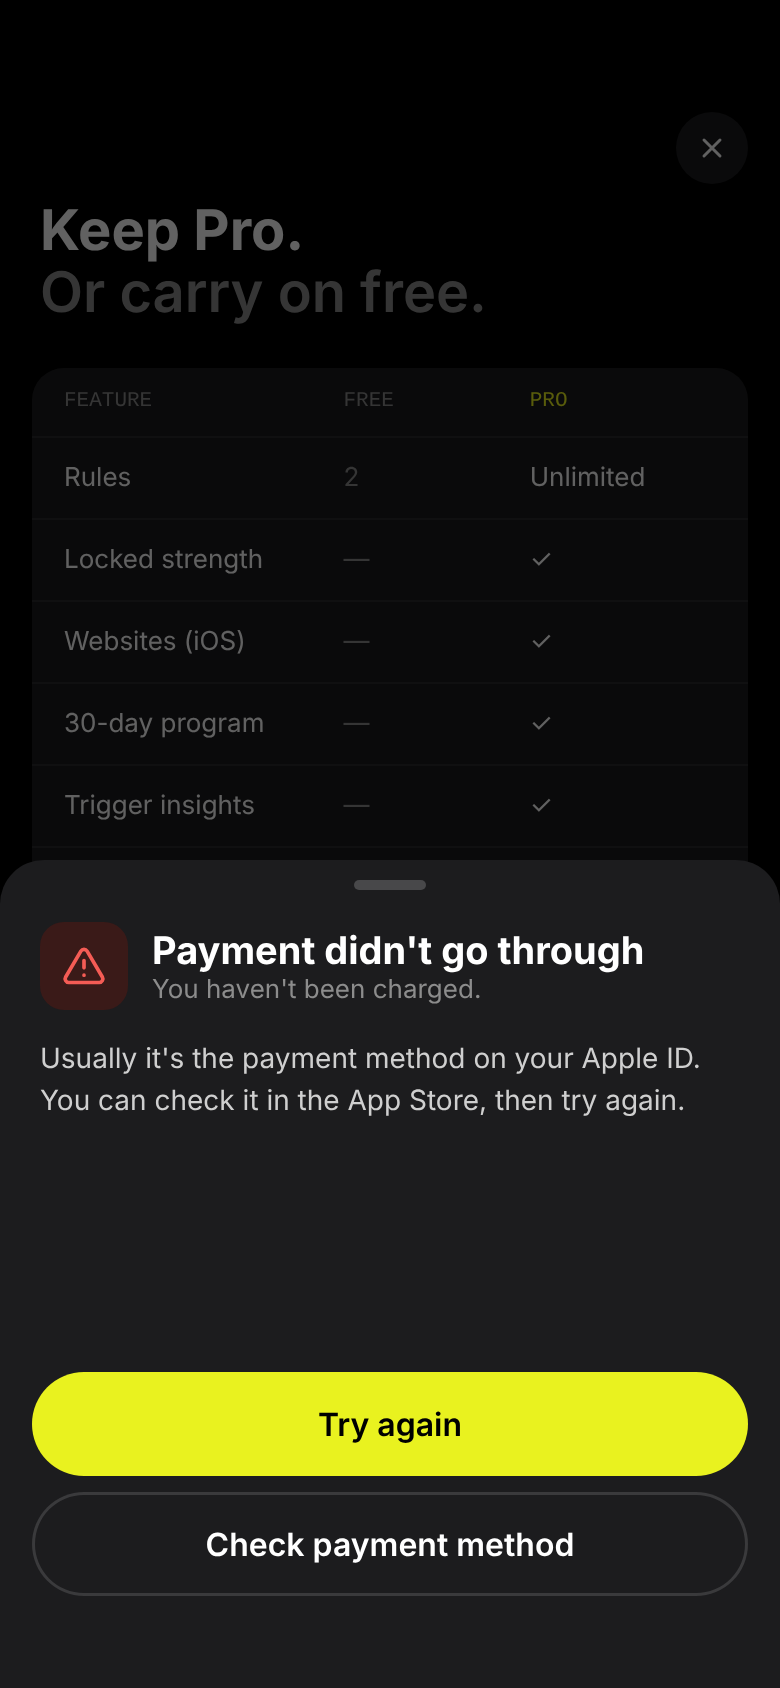 Keep Pro.
Or carry on free.
FEATURE FREE PRO
Rules 2 Unlimited
Locked strength — ✓
Websites (iOS) — ✓
30-day program — ✓
Trigger insights — ✓
Payment didn't go through
You haven't been charged.
Usually it's the payment method on your Apple ID.
You can check it in the App Store, then try again.
Try again
Check payment method